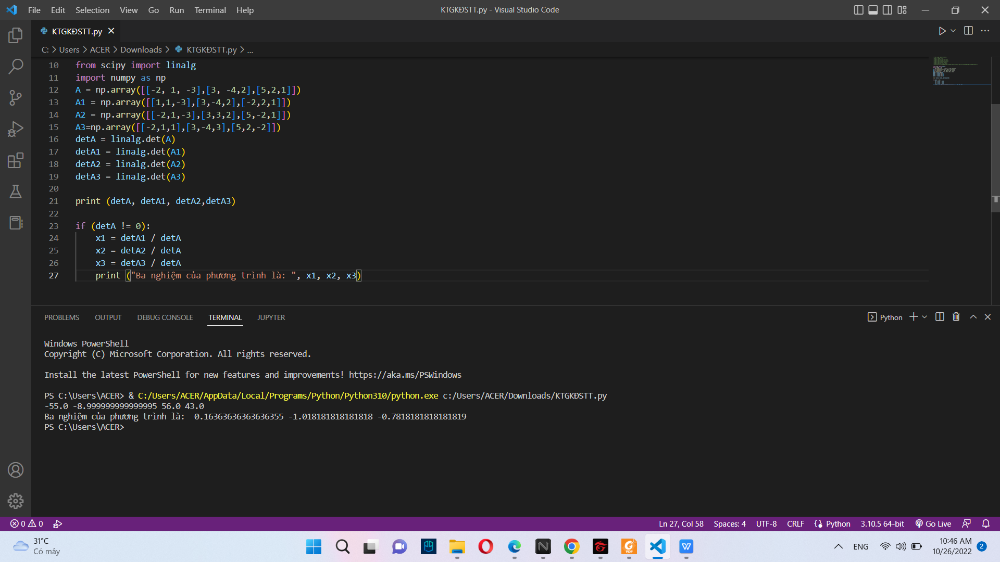 File Edit Selection View Go Run Terminal Help
KTGKĐSTT.py - Visual Studio Code
KTGKĐSTT.py
C: > Users > ACER > Downloads > KTGKĐSTT.py > ...
10 from scipy import linalg
11 import numpy as np
12 A = np.array([[-2, 1, -3],[3, -4,2],[5,2,1]])
13 A1 = np.array([[1,1,-3],[3,-4,2],[-2,2,1]])
14 A2 = np.array([[-2,1,-3],[3,3,2],[5,-2,1]])
15 A3=np.array([[-2,1,1],[3,-4,3],[5,2,-2]])
16 detA = linalg.det(A)
17 detA1 = linalg.det(A1)
18 detA2 = linalg.det(A2)
19 detA3 = linalg.det(A3)
20
21 print (detA, detA1, detA2,detA3)
22
23 if (detA != 0):
24     x1 = detA1 / detA
25     x2 = detA2 / detA
26     x3 = detA3 / detA
27     print ("Ba nghiệm của phương trình là: ", x1, x2, x3)
PROBLEMS OUTPUT DEBUG CONSOLE TERMINAL JUPYTER
Python
Windows PowerShell
Copyright (C) Microsoft Corporation. All rights reserved.
Install the latest PowerShell for new features and improvements! https://aka.ms/PSWindows
PS C:\Users\ACER> & C:/Users/ACER/AppData/Local/Programs/Python/Python310/python.exe c:/Users/ACER/Downloads/KTGKĐSTT.py
-55.0 -8.999999999999995 56.0 43.0
Ba nghiệm của phương trình là:  0.16363636363636355 -1.018181818181818 -0.7818181818181819
PS C:\Users\ACER>
0 0
Ln 27, Col 58 Spaces: 4 UTF-8 CRLF Python 3.10.5 64-bit Go Live
31°C
Có mây
ENG
10:46 AM
10/26/2022
2